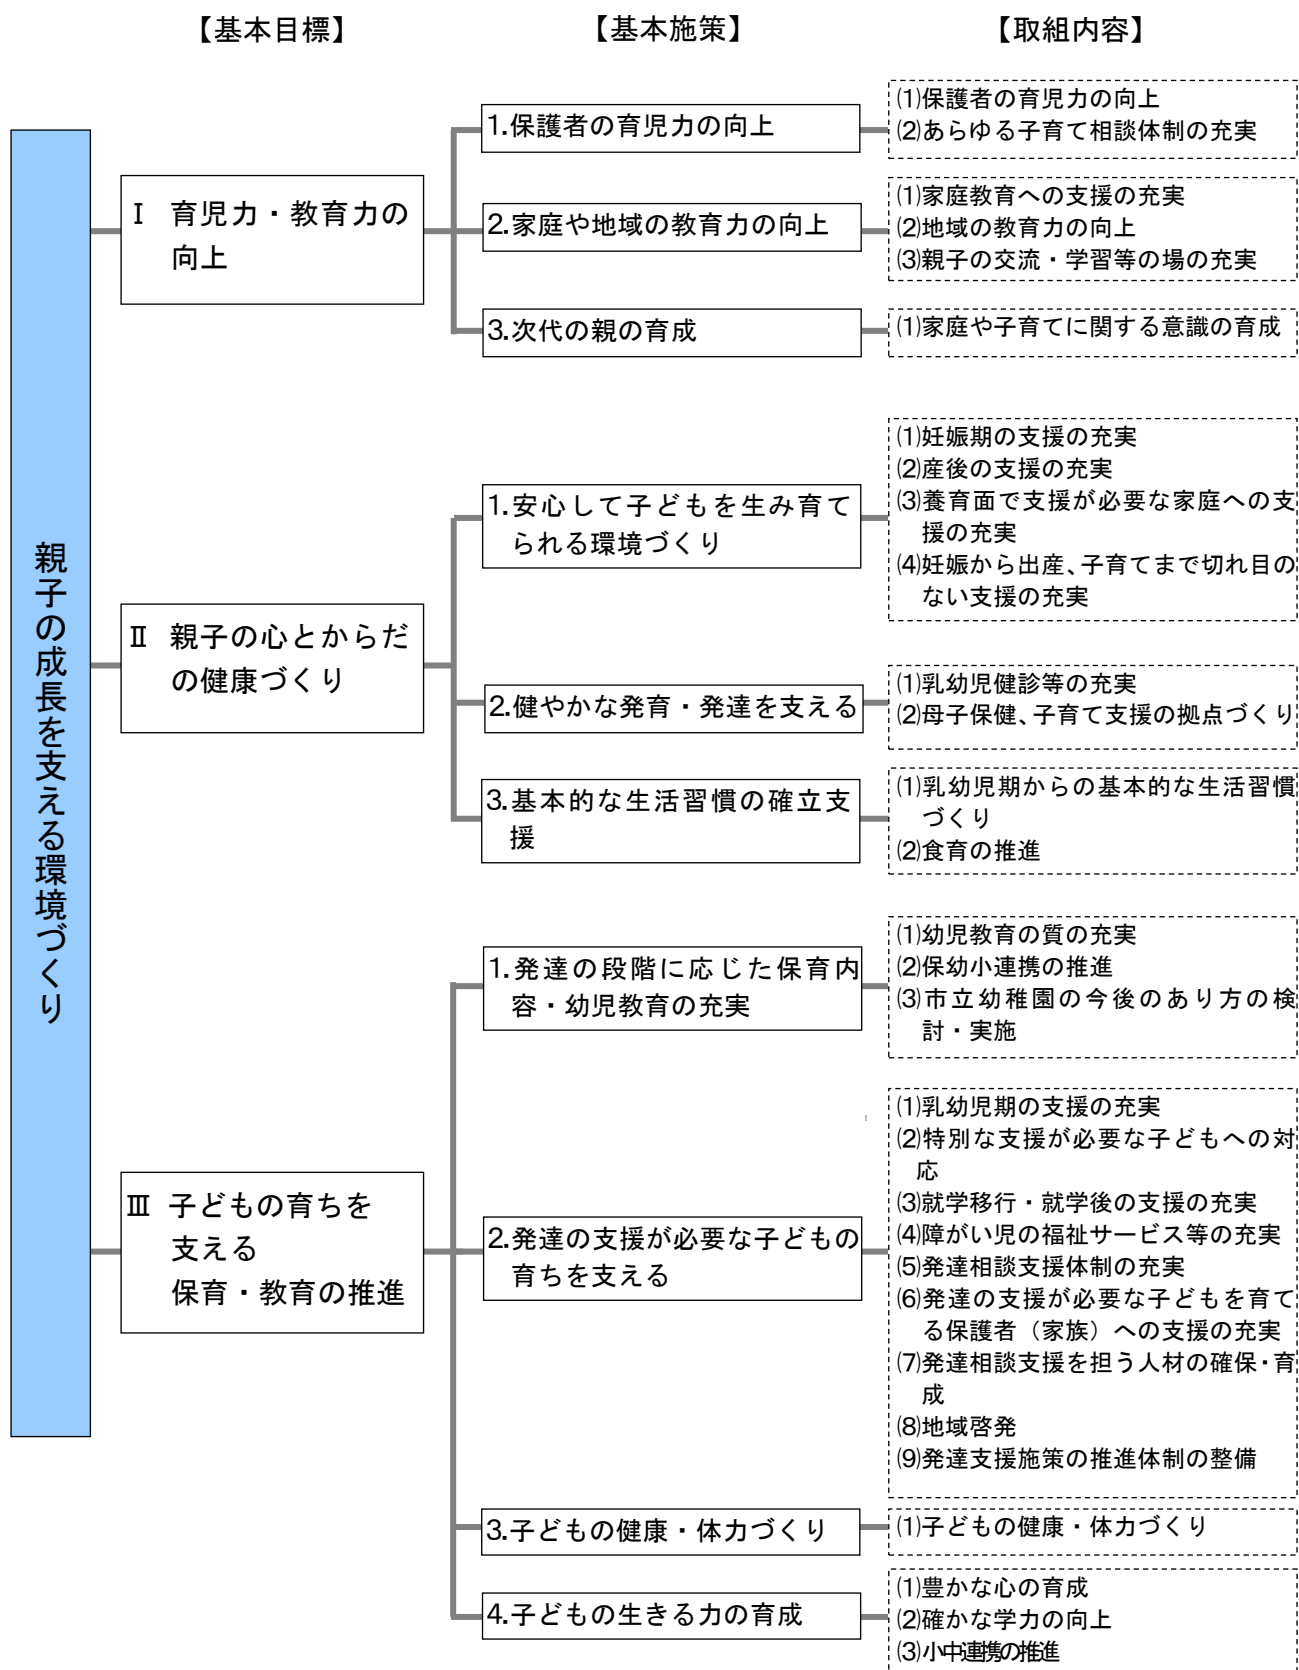 【基本目標】
【基本施策】
【取組内容】
親子の成長を支える環境づくり
Ⅰ 育児力・教育力の
向上
1.保護者の育児力の向上
⑴保護者の育児力の向上
⑵あらゆる子育て相談体制の充実
2.家庭や地域の教育力の向上
⑴家庭教育への支援の充実
⑵地域の教育力の向上
⑶親子の交流・学習等の場の充実
3.次代の親の育成
⑴家庭や子育てに関する意識の育成
Ⅱ 親子の心とからだ
の健康づくり
1.安心して子どもを生み育て
られる環境づくり
⑴妊娠期の支援の充実
⑵産後の支援の充実
⑶養育面で支援が必要な家庭への支
援の充実
⑷妊娠から出産、子育てまで切れ目の
ない支援の充実
2.健やかな発育・発達を支える
⑴乳幼児健診等の充実
⑵母子保健、子育て支援の拠点づくり
3.基本的な生活習慣の確立支
援
⑴乳幼児期からの基本的な生活習慣
づくり
⑵食育の推進
Ⅲ 子どもの育ちを
支える
保育・教育の推進
1.発達の段階に応じた保育内
容・幼児教育の充実
⑴幼児教育の質の充実
⑵保幼小連携の推進
⑶市立幼稚園の今後のあり方の検
討・実施
2.発達の支援が必要な子どもの
育ちを支える
⑴乳幼児期の支援の充実
⑵特別な支援が必要な子どもへの対
応
⑶就学移行・就学後の支援の充実
⑷障がい児の福祉サービス等の充実
⑸発達相談支援体制の充実
⑹発達の支援が必要な子どもを育て
る保護者（家族）への支援の充実
⑺発達相談支援を担う人材の確保・育
成
⑻地域啓発
⑼発達支援施策の推進体制の整備
3.子どもの健康・体力づくり
⑴子どもの健康・体力づくり
4.子どもの生きる力の育成
⑴豊かな心の育成
⑵確かな学力の向上
⑶小中連携の推進